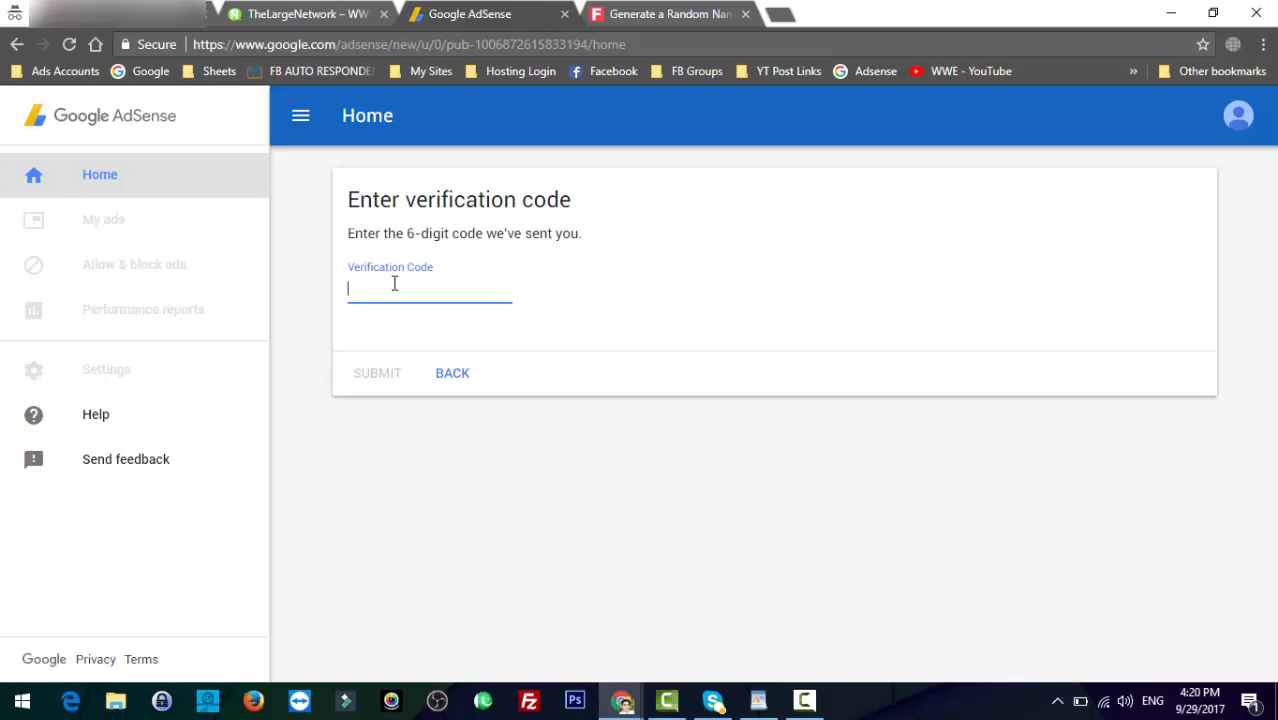 TheLargeNetwork – WW
Google AdSense
Generate a Random Nan
Secure
https://www.google.com/adsense/new/u/0/pub-1006872615833194/home
Ads Accounts
Google
Sheets
FB AUTO RESPONDE
My Sites
Hosting Login
Facebook
FB Groups
YT Post Links
Adsense
WWE - YouTube
»
Other bookmarks
Google AdSense
Home
Home
My ads
Allow & block ads
Performance reports
Settings
Help
Send feedback
Enter verification code
Enter the 6-digit code we've sent you.
Verification Code
SUBMIT
BACK
Google
Privacy
Terms
Ps
ENG
4:20 PM
9/29/2017
1